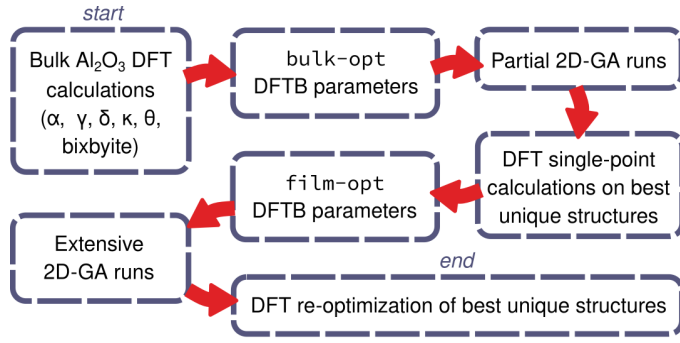 start
Bulk Al₂O₃ DFT
calculations
(α, γ, δ, κ, θ,
bixbyite)
bulk-opt
DFTB parameters
Partial 2D-GA runs
DFT single-point
calculations on best
unique structures
film-opt
DFTB parameters
Extensive
2D-GA runs
end
DFT re-optimization of best unique structures